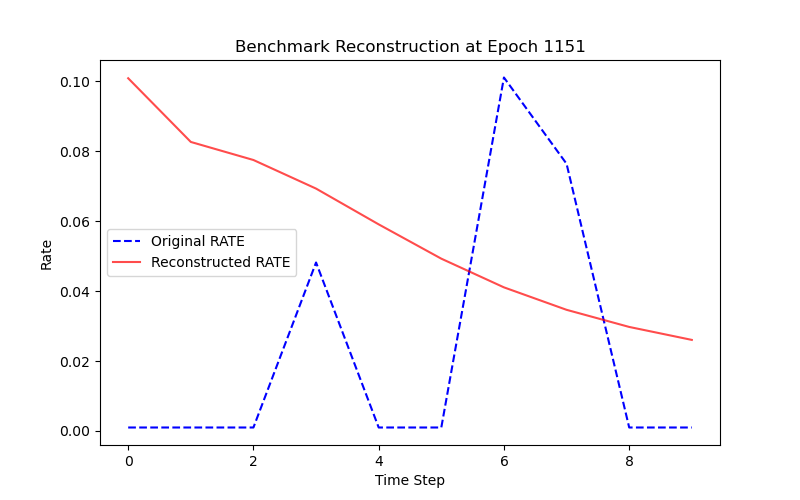 Benchmark Reconstruction at Epoch 1151
0.10
0.08
0.06
0.04
0.02
0.00
Rate
Original RATE
Reconstructed RATE
0 2 4 6 8
Time Step